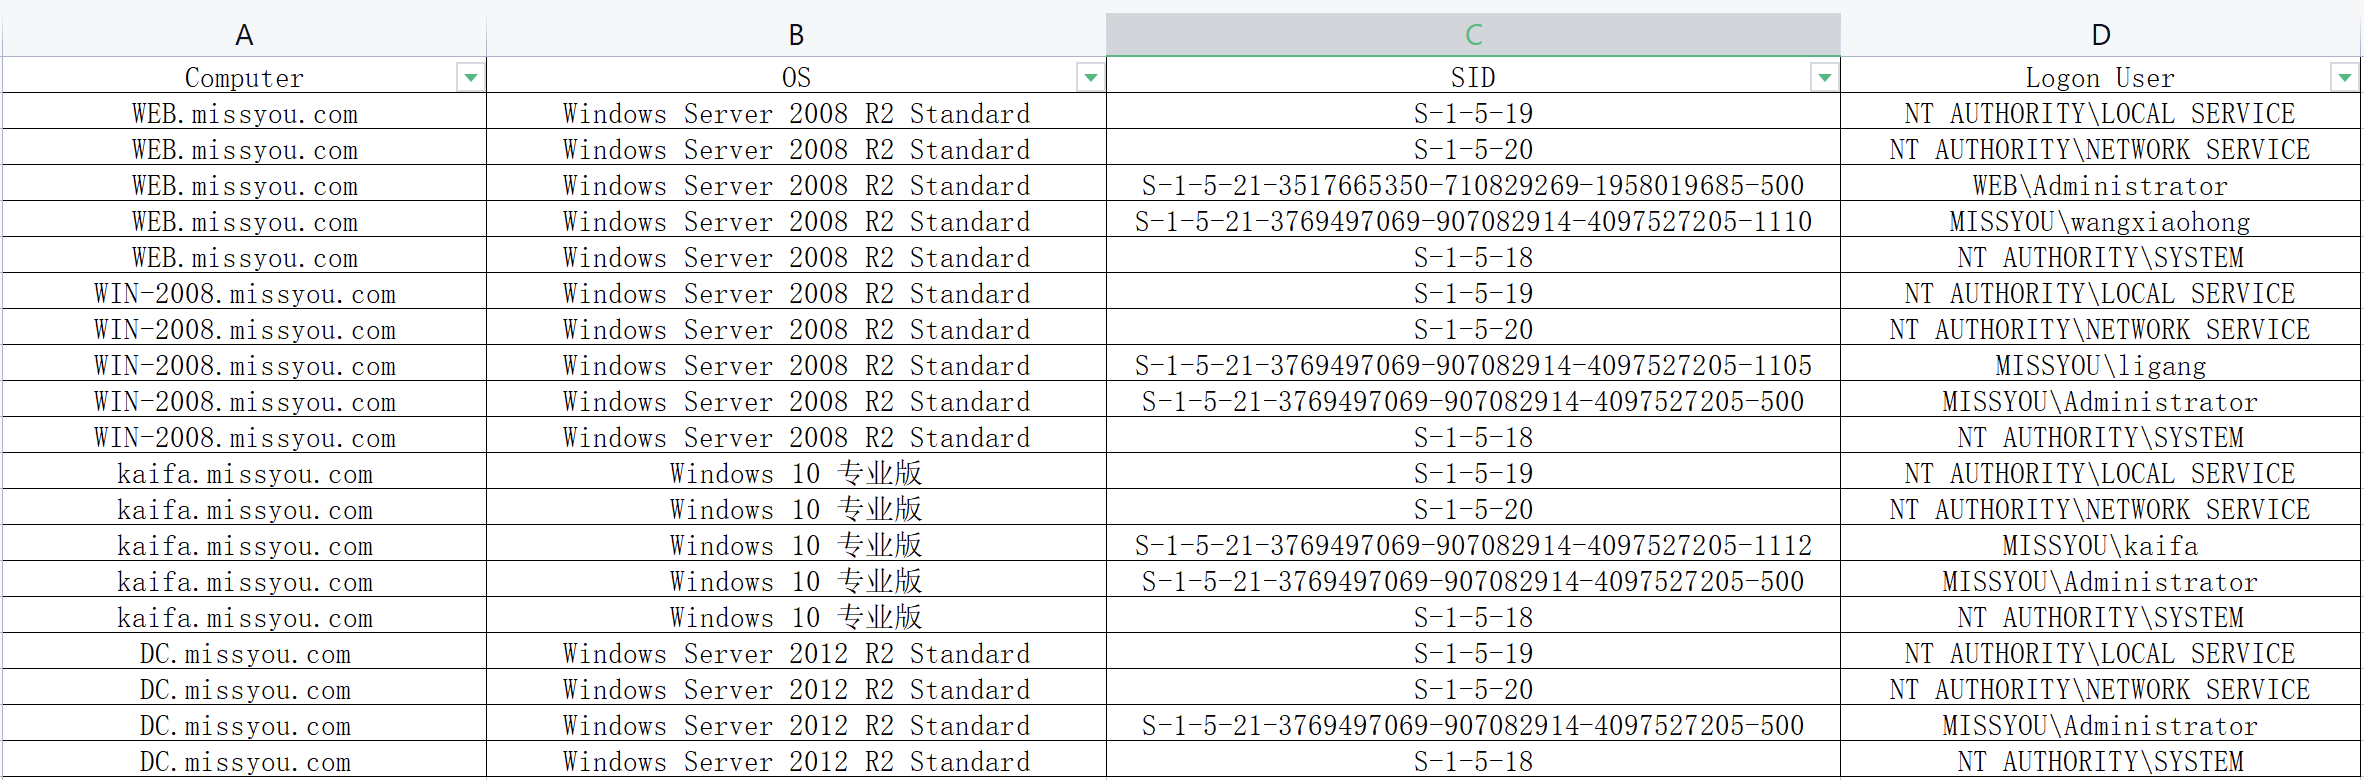 A B C D
Computer OS SID Logon User
WEB.missyou.com Windows Server 2008 R2 Standard S-1-5-19 NT AUTHORITY\LOCAL SERVICE
WEB.missyou.com Windows Server 2008 R2 Standard S-1-5-20 NT AUTHORITY\NETWORK SERVICE
WEB.missyou.com Windows Server 2008 R2 Standard S-1-5-21-3517665350-710829269-1958019685-500 WEB\Administrator
WEB.missyou.com Windows Server 2008 R2 Standard S-1-5-21-3769497069-907082914-4097527205-1110 MISSYOU\wangxiaohong
WEB.missyou.com Windows Server 2008 R2 Standard S-1-5-18 NT AUTHORITY\SYSTEM
WIN-2008.missyou.com Windows Server 2008 R2 Standard S-1-5-19 NT AUTHORITY\LOCAL SERVICE
WIN-2008.missyou.com Windows Server 2008 R2 Standard S-1-5-20 NT AUTHORITY\NETWORK SERVICE
WIN-2008.missyou.com Windows Server 2008 R2 Standard S-1-5-21-3769497069-907082914-4097527205-1105 MISSYOU\ligang
WIN-2008.missyou.com Windows Server 2008 R2 Standard S-1-5-21-3769497069-907082914-4097527205-500 MISSYOU\Administrator
WIN-2008.missyou.com Windows Server 2008 R2 Standard S-1-5-18 NT AUTHORITY\SYSTEM
kaifa.missyou.com Windows 10 专业版 S-1-5-19 NT AUTHORITY\LOCAL SERVICE
kaifa.missyou.com Windows 10 专业版 S-1-5-20 NT AUTHORITY\NETWORK SERVICE
kaifa.missyou.com Windows 10 专业版 S-1-5-21-3769497069-907082914-4097527205-1112 MISSYOU\kaifa
kaifa.missyou.com Windows 10 专业版 S-1-5-21-3769497069-907082914-4097527205-500 MISSYOU\Administrator
kaifa.missyou.com Windows 10 专业版 S-1-5-18 NT AUTHORITY\SYSTEM
DC.missyou.com Windows Server 2012 R2 Standard S-1-5-19 NT AUTHORITY\LOCAL SERVICE
DC.missyou.com Windows Server 2012 R2 Standard S-1-5-20 NT AUTHORITY\NETWORK SERVICE
DC.missyou.com Windows Server 2012 R2 Standard S-1-5-21-3769497069-907082914-4097527205-500 MISSYOU\Administrator
DC.missyou.com Windows Server 2012 R2 Standard S-1-5-18 NT AUTHORITY\SYSTEM